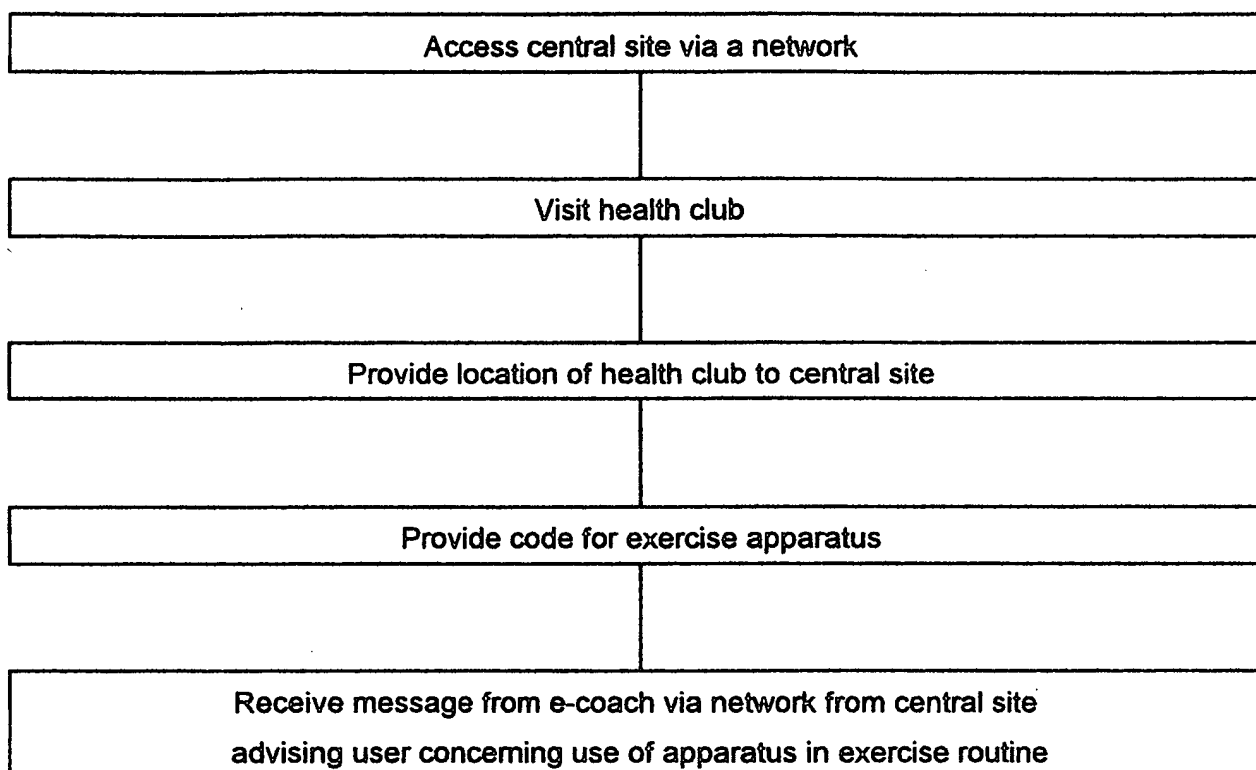 Access central site via a network
Visit health club
Provide location of health club to central site
Provide code for exercise apparatus
Receive message from e-coach via network from central site
advising user concerning use of apparatus in exercise routine